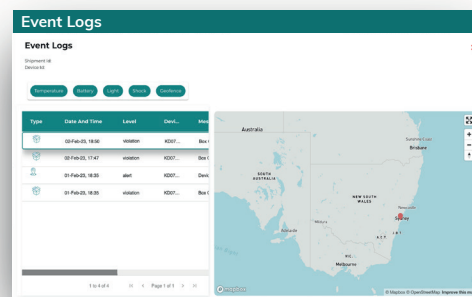 Event Logs
Event Logs
Shipment Id
Device Id
Temperature Battery Light Shock Geofence
Type Date And Time Level Devi... Mes
02-Feb-23, 18:50 violation KD07... Box
02-Feb-23, 17:47 violation KD07... Box
01-Feb-23, 18:35 alert KD07... Devic
01-Feb-23, 18:35 violation KD07... Box
1 to 4 of 4 Page 1 of 1
Australia
Sunshine Coast
Brisbane
SOUTH
AUSTRALIA
NEW SOUTH
WALES
Newcastle
Mildura
Sydney
Adelaide
A.C.T.
VIC.
Melbourne
mapbox
© Mapbox © OpenStreetMap Improve this m